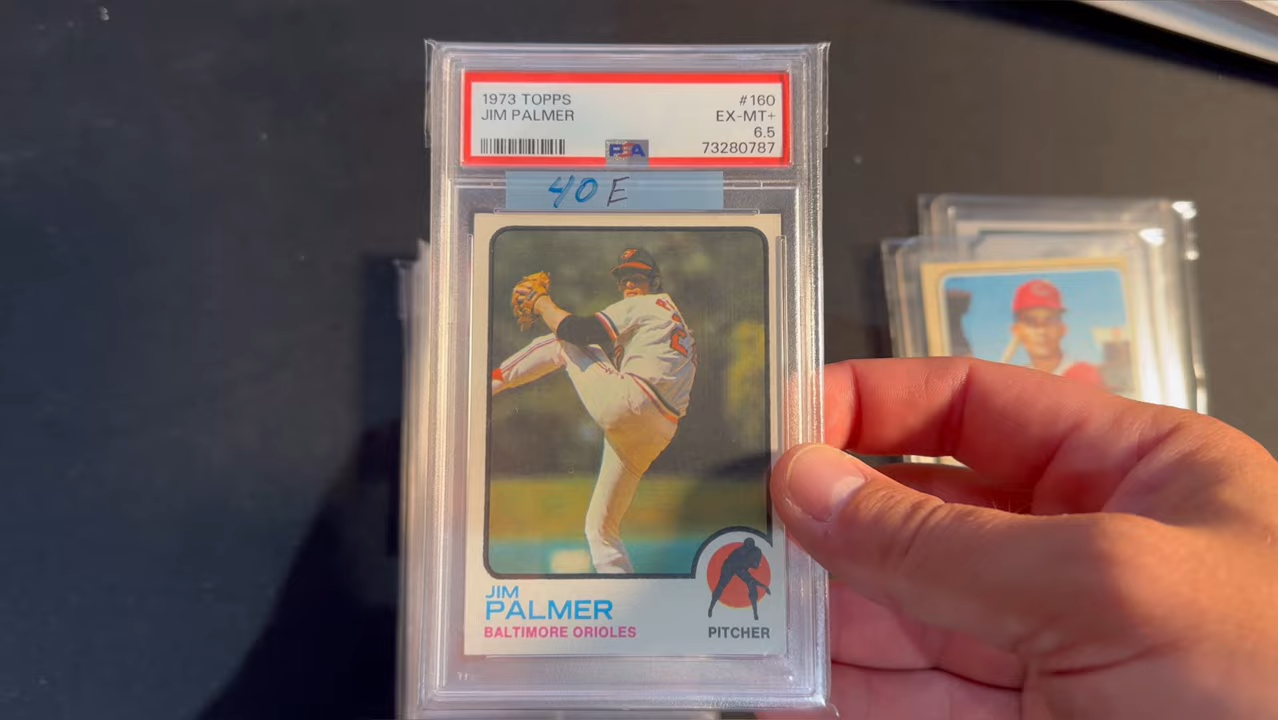 1973 TOPPS #160
JIM PALMER EX-MT+
6.5
PSA 73280787
40 E
JIM
PALMER
BALTIMORE ORIOLES
PITCHER